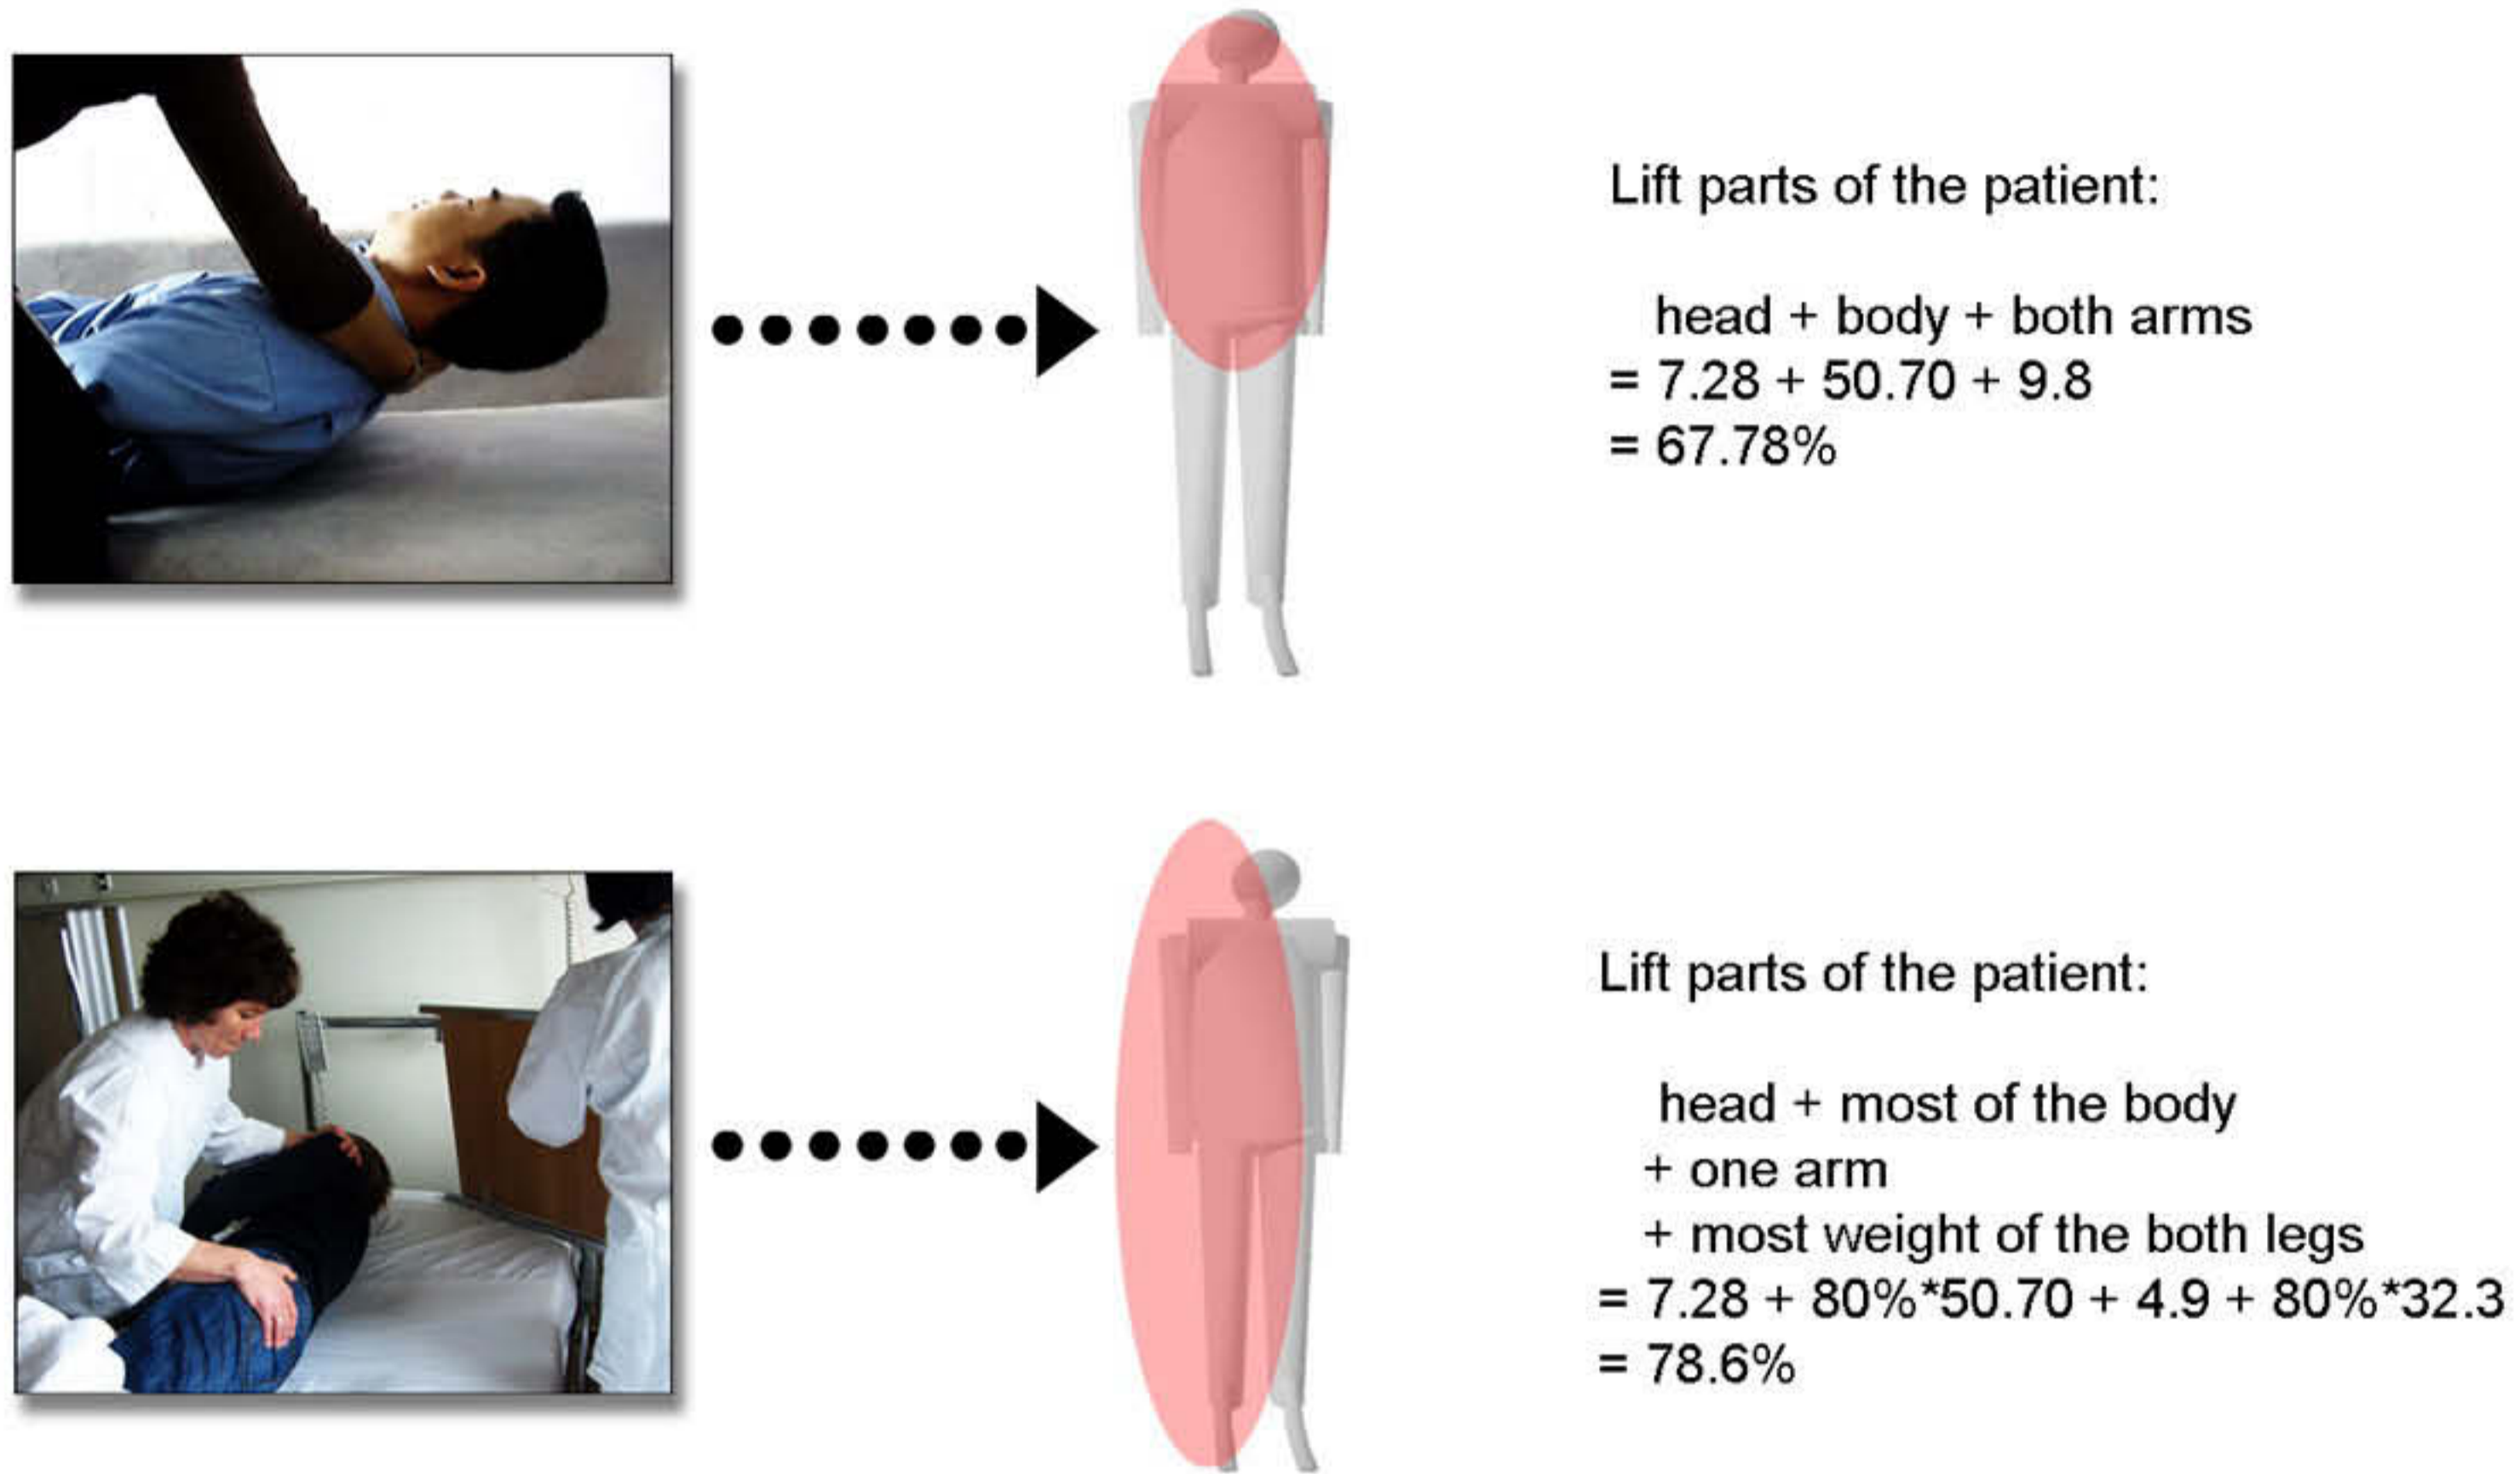 Lift parts of the patient:
head + body + both arms
= 7.28 + 50.70 + 9.8
= 67.78%
Lift parts of the patient:
head + most of the body
+ one arm
+ most weight of the both legs
= 7.28 + 80%*50.70 + 4.9 + 80%*32.3
= 78.6%